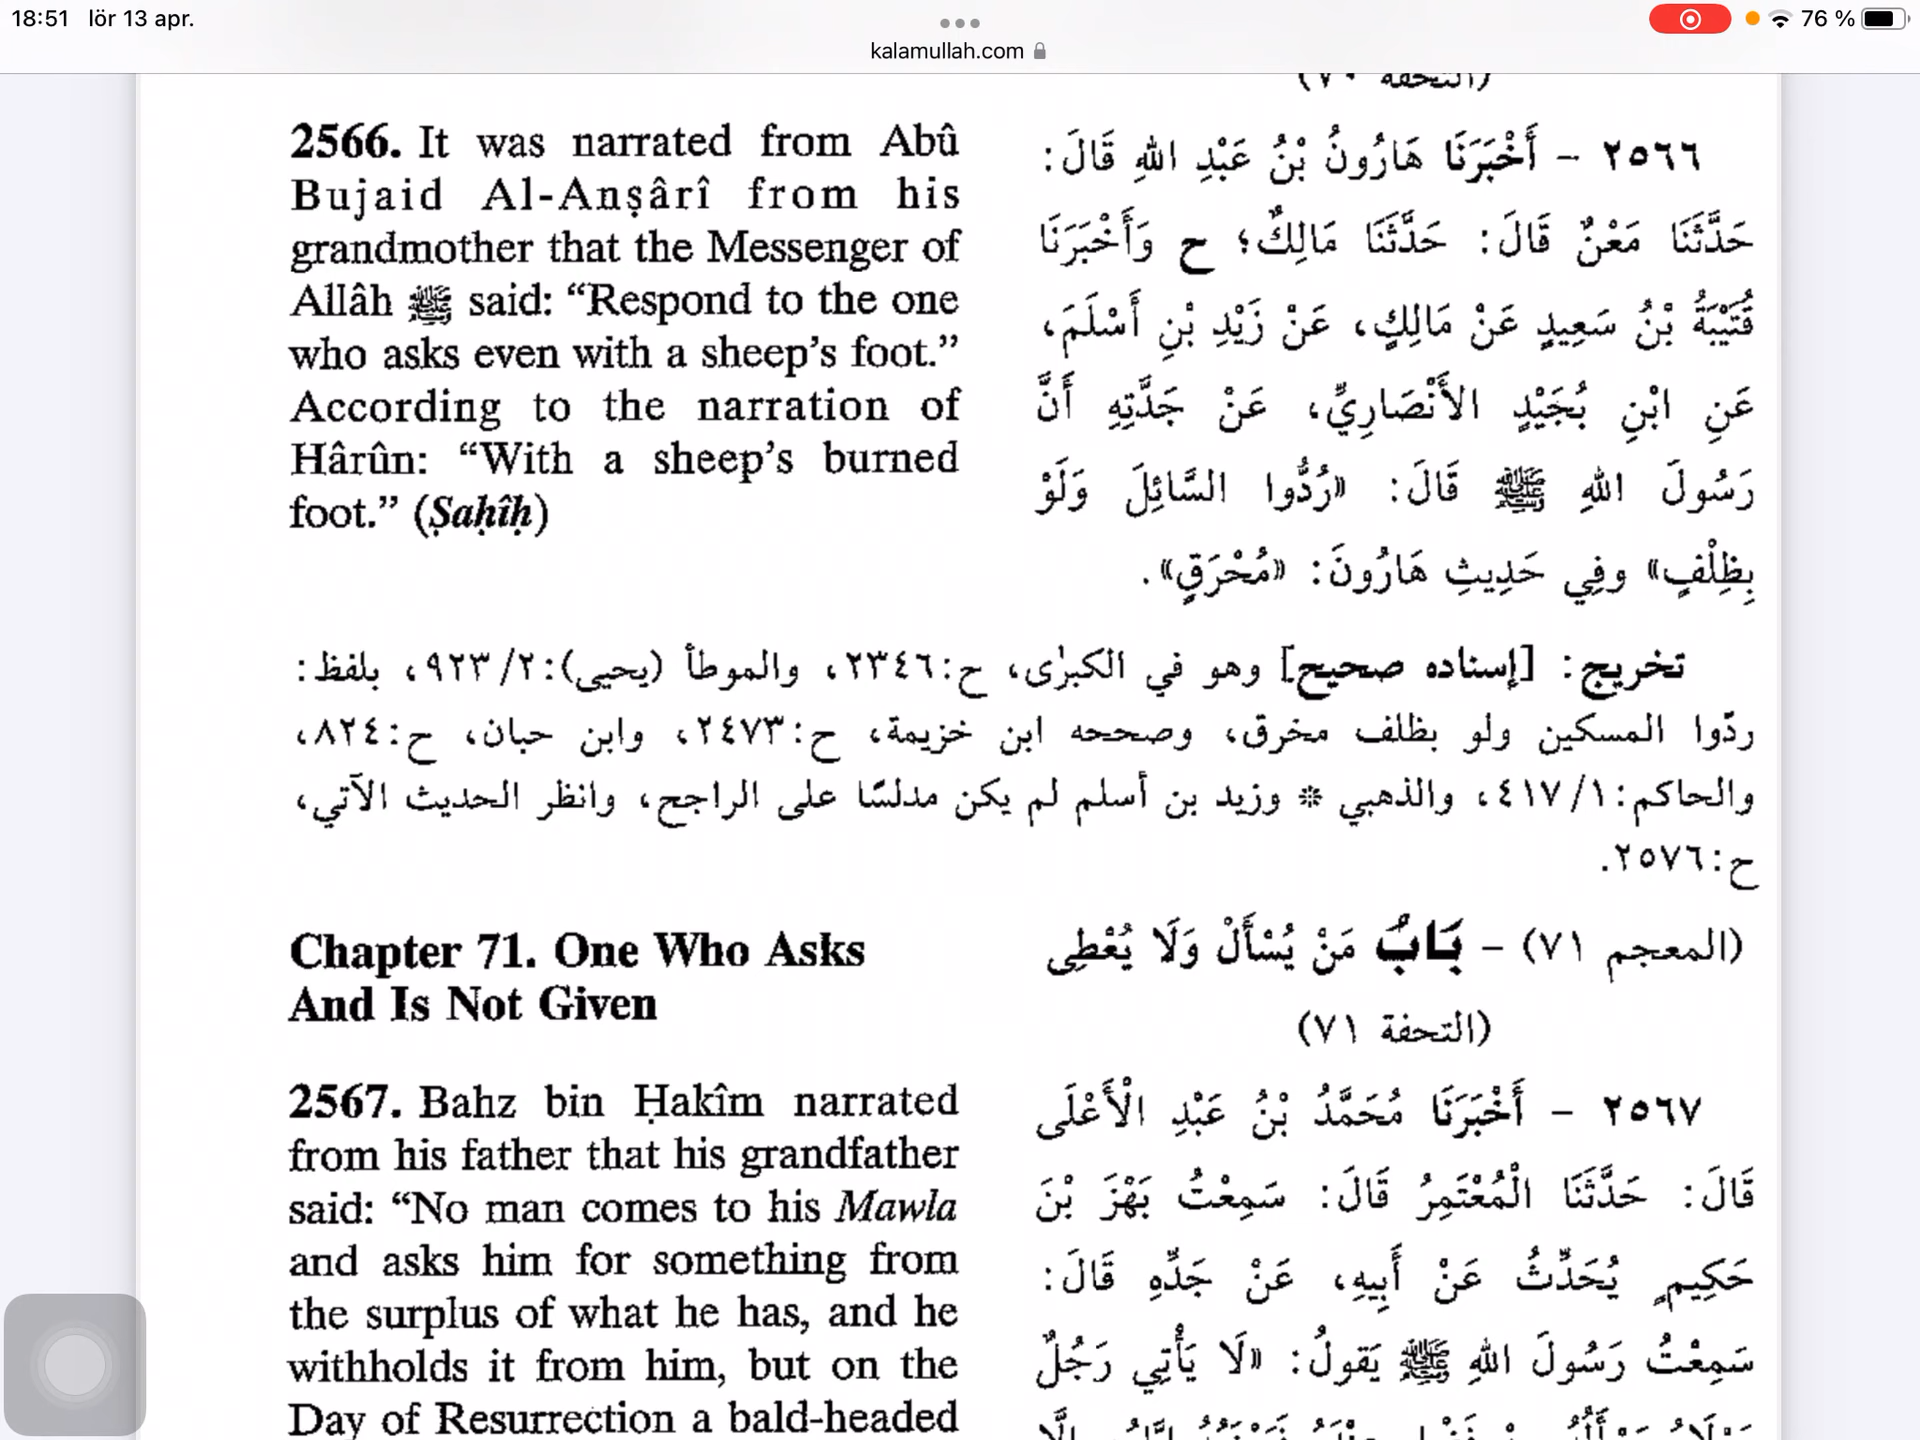 18:51 lör 13 apr.
76 %
kalamullah.com
(التحفة ٧٠)
2566. It was narrated from Abû
Bujaid Al-Anṣârî from his
grandmother that the Messenger of
Allâh ﷺ said: “Respond to the one
who asks even with a sheep’s foot.”
According to the narration of
Hârûn: “With a sheep’s burned
foot.” (Ṣaḥîḥ)
٢٥٦٦ - أَخْبَرَنَا هَارُونُ بْنُ عَبْدِ اللهِ قَالَ:
حَدَّثَنَا مَعْنٌ قَالَ: حَدَّثَنَا مَالِكٌ؛ ح وَأَخْبَرَنَا
قُتَيْبَةُ بْنُ سَعِيدٍ عَنْ مَالِكٍ، عَنْ زَيْدِ بْنِ أَسْلَمَ،
عَنِ ابْنِ بُجَيْدٍ الأَنْصَارِيِّ، عَنْ جَدَّتِهِ أَنَّ
رَسُولَ اللهِ ﷺ قَالَ: «رُدُّوا السَّائِلَ وَلَوْ
بِظِلْفٍ» وفِي حَدِيثِ هَارُونَ: «مُحْرَقٍ».
تخريج: [إسناده صحيح] وهو في الكبرٰى، ح:٢٣٤٦، والموطأ (يحيى):٢/ ٩٢٣، بلفظ:
ردّوا المسكين ولو بظلف مخرق، وصححه ابن خزيمة، ح:٢٤٧٣، وابن حبان، ح:٨٢٤،
والحاكم:١/ ٤١٧، والذهبي * وزيد بن أسلم لم يكن مدلسًا على الراجح، وانظر الحديث الآتي،
ح:٢٥٧٦.
Chapter 71. One Who Asks
And Is Not Given
(المعجم ٧١) - بَابُ مَنْ يُسْأَلْ وَلَا يُعْطِى
(التحفة ٧١)
2567. Bahz bin Ḥakîm narrated
from his father that his grandfather
said: “No man comes to his Mawla
and asks him for something from
the surplus of what he has, and he
withholds it from him, but on the
Day of Resurrection a bald-headed
٢٥٦٧ - أَخْبَرَنَا مُحَمَّدُ بْنُ عَبْدِ الْأَعْلَى
قَالَ: حَدَّثَنَا الْمُعْتَمِرُ قَالَ: سَمِعْتُ بَهْزَ بْنَ
حَكِيمٍ يُحَدِّثُ عَنْ أَبِيهِ، عَنْ جَدِّهِ قَالَ:
سَمِعْتُ رَسُولَ اللهِ ﷺ يَقولُ: «لَا يَأْتِي رَجُلٌ